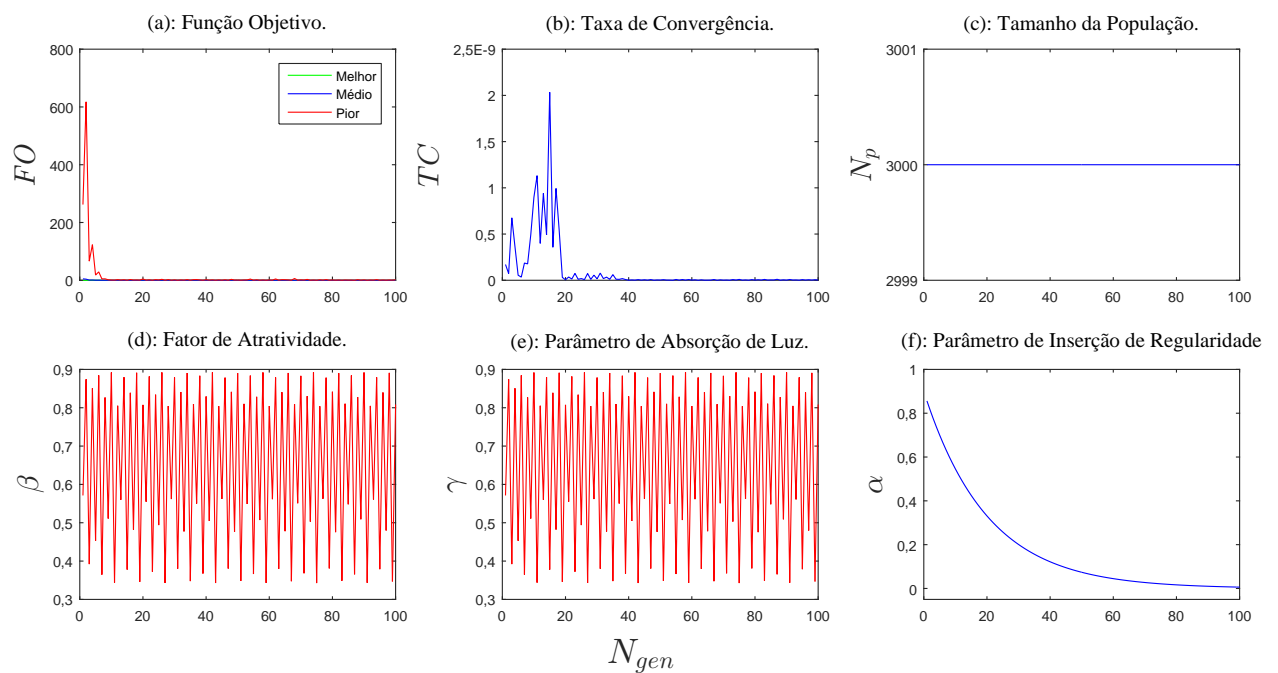 (a): Função Objetivo.
800
600
400
200
0
0 20 40 60 80 100
FO
Melhor
Médio
Pior
(b): Taxa de Convergência.
2,5E-9
2
1,5
1
0,5
0
0 20 40 60 80 100
TC
(c): Tamanho da População.
3001
3000
2999
0 20 40 60 80 100
N_p
(d): Fator de Atratividade.
0,9
0,8
0,7
0,6
0,5
0,4
0,3
0 20 40 60 80 100
β
(e): Parâmetro de Absorção de Luz.
0,9
0,8
0,7
0,6
0,5
0,4
0,3
0 20 40 60 80 100
γ
(f): Parâmetro de Inserção de Regularidade
1
0,8
0,6
0,4
0,2
0
0 20 40 60 80 100
α
N_gen